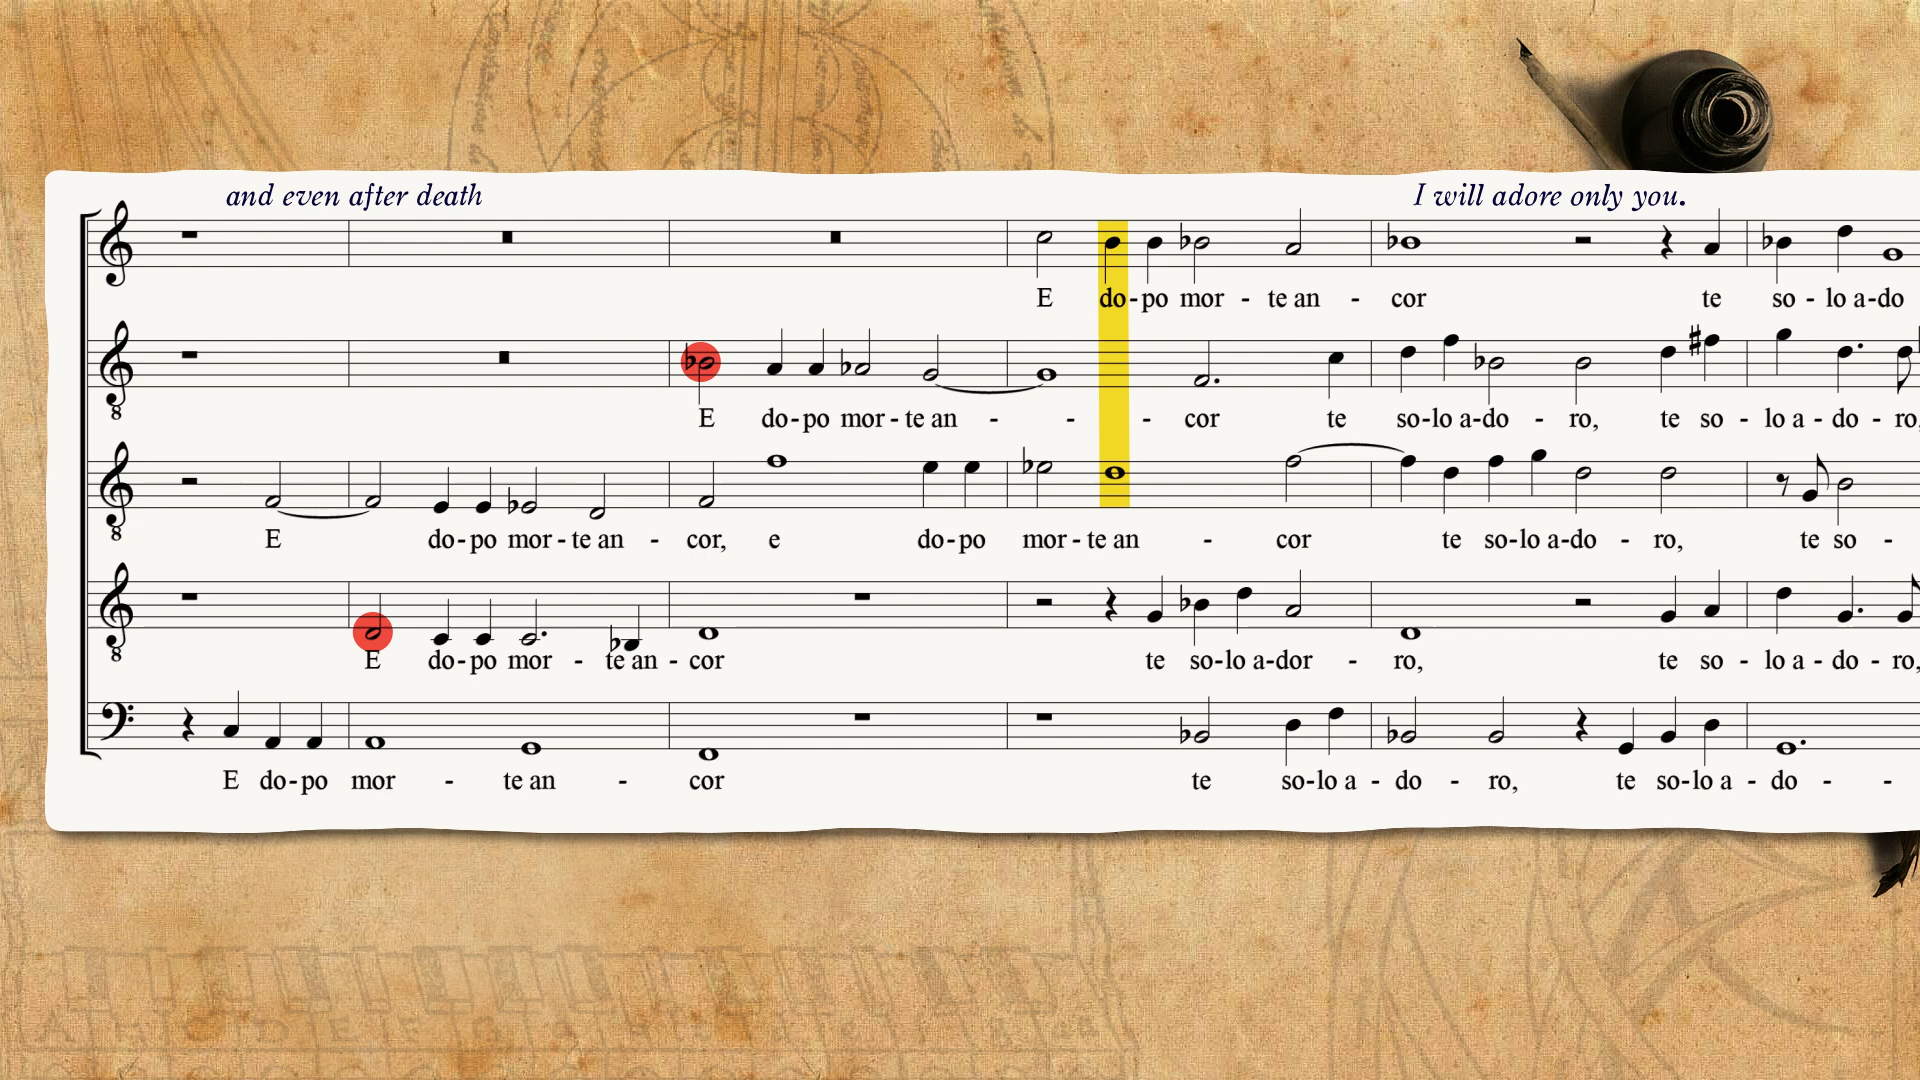 and even after death I will adore only you.
E do-po mor - te an - cor te so - lo a-do
8
E do-po mor - te an - - - cor te so-lo a-do - ro, te so - lo a - do - ro,
8
E do-po mor-te an - cor, e do-po mor-te an - cor te so-lo a-do - ro, te so -
8
E do-po mor - te an - cor te so-lo a-dor - ro, te so - lo a - do - ro,
E do-po mor - te an - cor te so-lo a - do - ro, te so-lo a - do - -